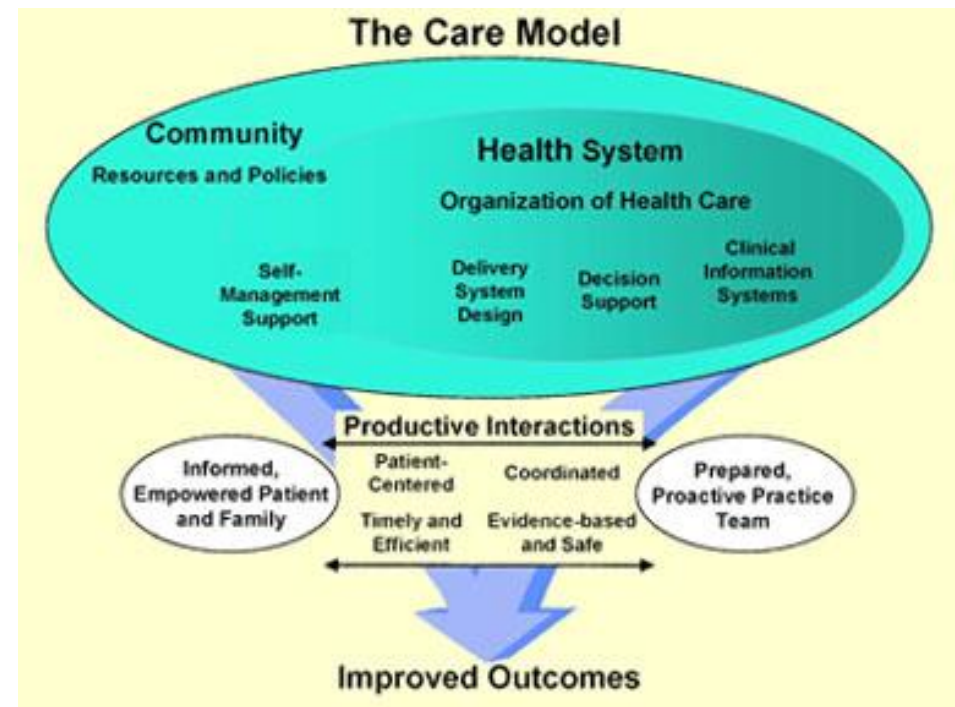 The Care Model
Community
Resources and Policies
Health System
Organization of Health Care
Self-
Management
Support
Delivery
System
Design
Decision
Support
Clinical
Information
Systems
Productive Interactions
Informed,
Empowered Patient
and Family
Patient-
Centered
Coordinated
Timely and
Efficient
Evidence-based
and Safe
Prepared,
Proactive Practice
Team
Improved Outcomes